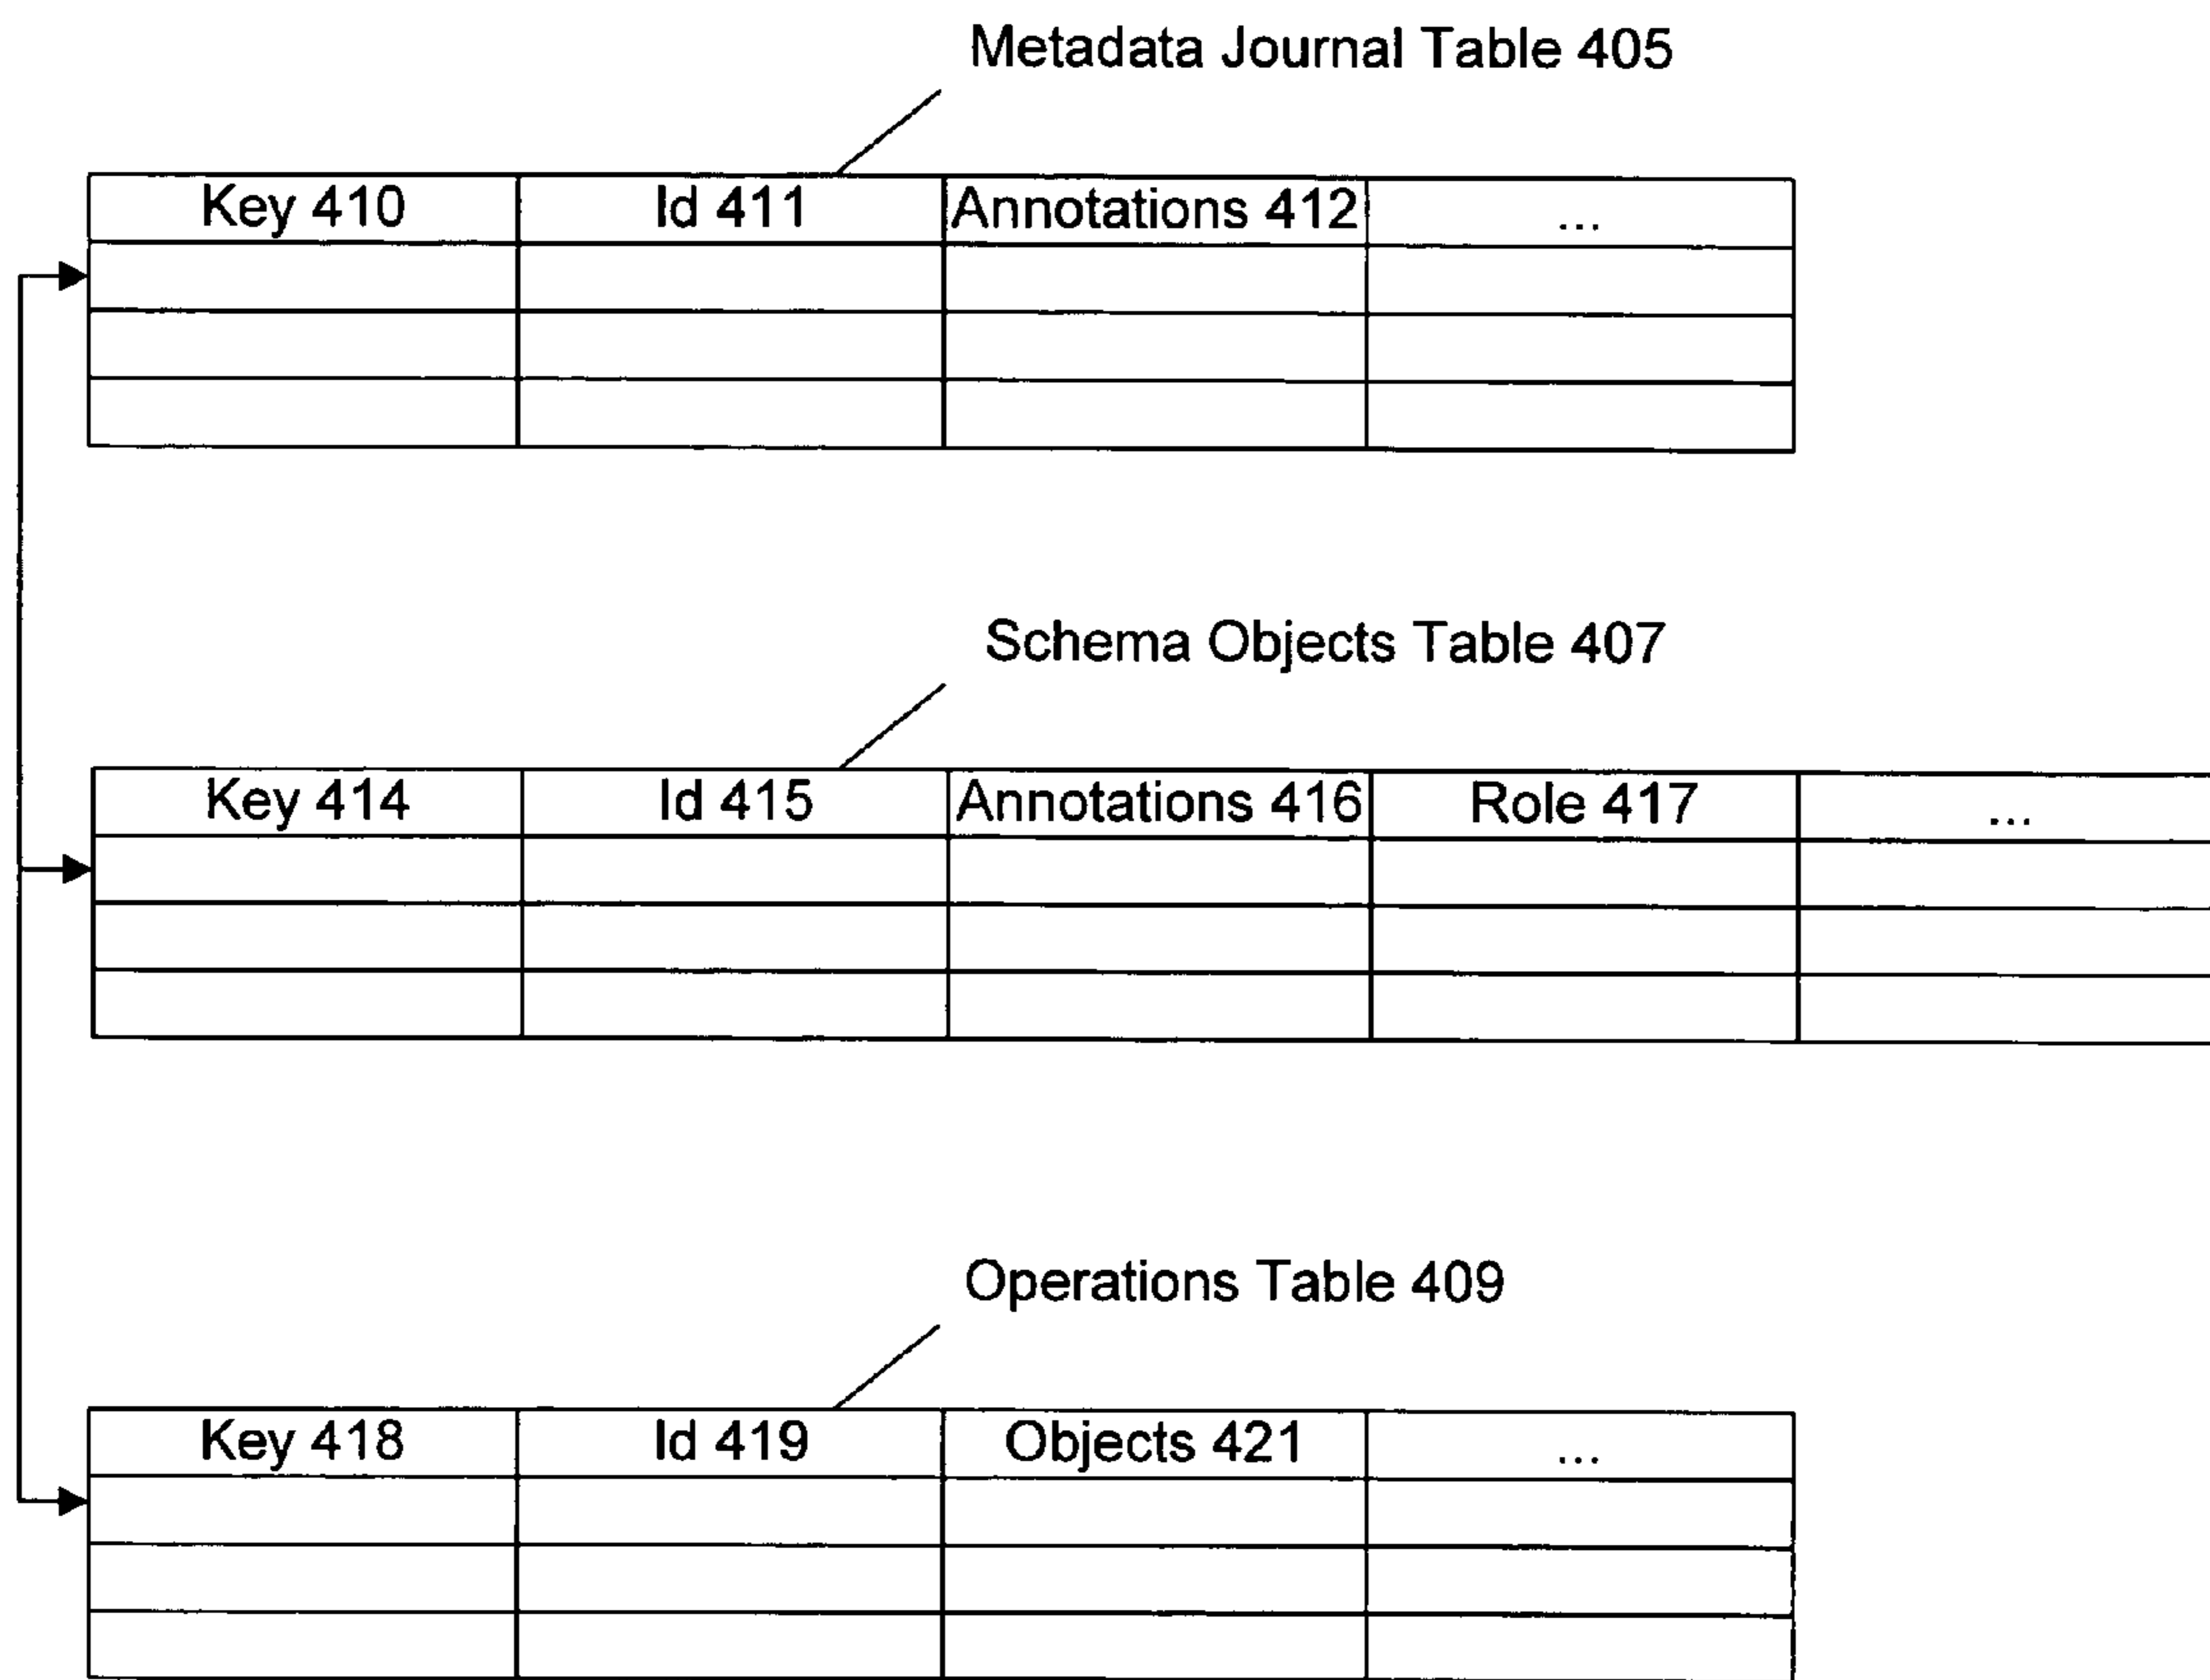 Metadata Journal Table 405
Key 410 Id 411 Annotations 412 ...
Schema Objects Table 407
Key 414 Id 415 Annotations 416 Role 417 ...
Operations Table 409
Key 418 Id 419 Objects 421 ...